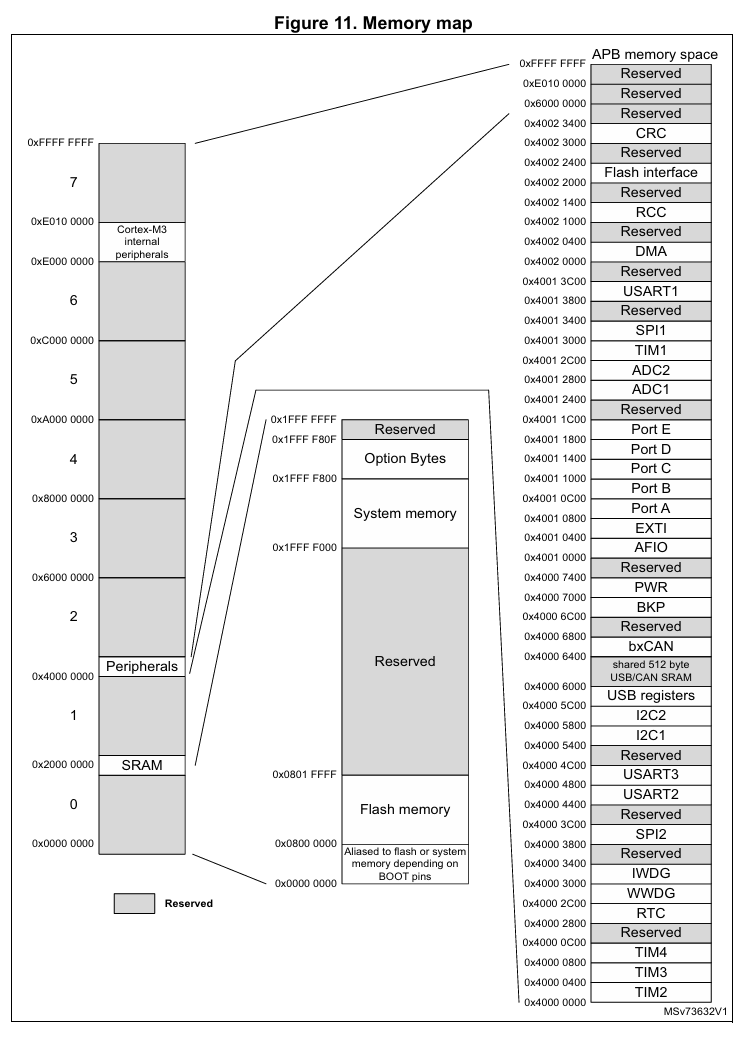 Figure 11. Memory map
0xFFFF FFFF
7
0xE010 0000
Cortex-M3
internal
peripherals
0xE000 0000
6
0xC000 0000
5
0xA000 0000
4
0x8000 0000
3
0x6000 0000
2
Peripherals
0x4000 0000
1
0x2000 0000
SRAM
0
0x0000 0000
Reserved
0x1FFF FFFF
Reserved
0x1FFF F80F
Option Bytes
0x1FFF F800
System memory
0x1FFF F000
Reserved
0x0801 FFFF
Flash memory
0x0800 0000
Aliased to flash or system
memory depending on
BOOT pins
0x0000 0000
APB memory space
0xFFFF FFFF
Reserved
0xE010 0000
Reserved
0x6000 0000
Reserved
0x4002 3400
CRC
0x4002 3000
Reserved
0x4002 2400
Flash interface
0x4002 2000
Reserved
0x4002 1400
RCC
0x4002 1000
Reserved
0x4002 0400
DMA
0x4002 0000
Reserved
0x4001 3C00
USART1
0x4001 3800
Reserved
0x4001 3400
SPI1
0x4001 3000
TIM1
0x4001 2C00
ADC2
0x4001 2800
ADC1
0x4001 2400
Reserved
0x4001 1C00
Port E
0x4001 1800
Port D
0x4001 1400
Port C
0x4001 1000
Port B
0x4001 0C00
Port A
0x4001 0800
EXTI
0x4001 0400
AFIO
0x4001 0000
Reserved
0x4000 7400
PWR
0x4000 7000
BKP
0x4000 6C00
Reserved
0x4000 6800
bxCAN
0x4000 6400
shared 512 byte
USB/CAN SRAM
0x4000 6000
USB registers
0x4000 5C00
I2C2
0x4000 5800
I2C1
0x4000 5400
Reserved
0x4000 4C00
USART3
0x4000 4800
USART2
0x4000 4400
Reserved
0x4000 3C00
SPI2
0x4000 3800
Reserved
0x4000 3400
IWDG
0x4000 3000
WWDG
0x4000 2C00
RTC
0x4000 2800
Reserved
0x4000 0C00
TIM4
0x4000 0800
TIM3
0x4000 0400
TIM2
0x4000 0000
MSv73632V1